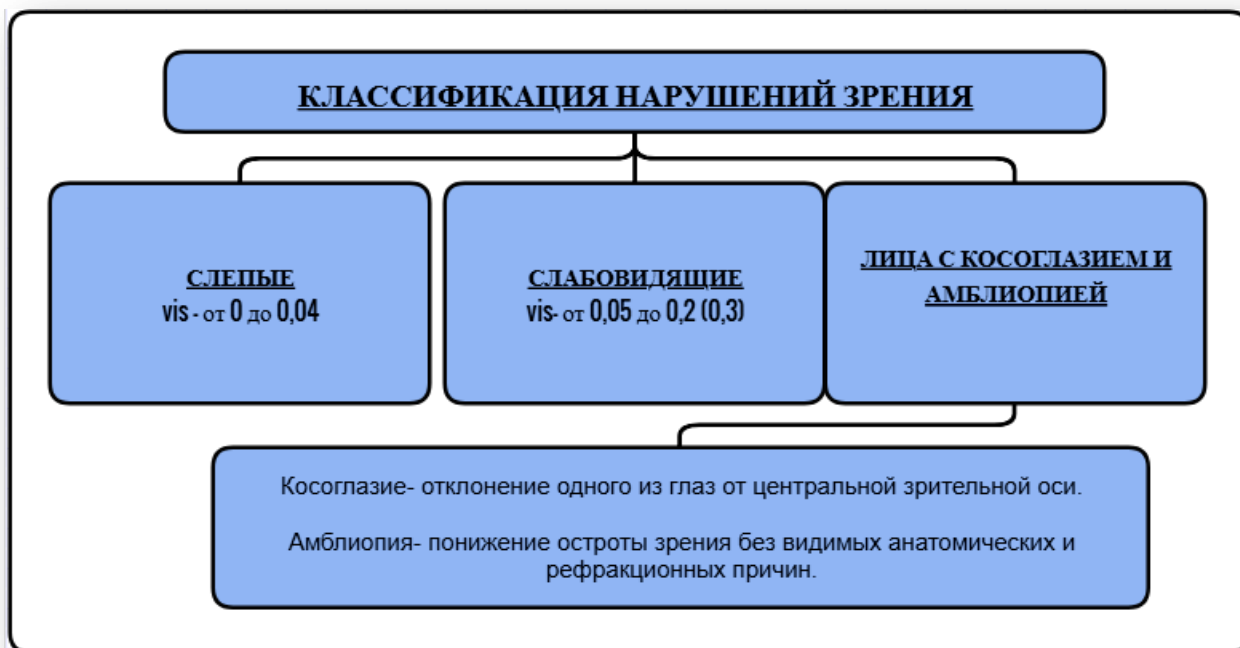 КЛАССИФИКАЦИЯ НАРУШЕНИЙ ЗРЕНИЯ
СЛЕПЫЕ
vis - от 0 до 0,04
СЛАБОВИДЯЩИЕ
vis- от 0,05 до 0,2 (0,3)
ЛИЦА С КОСОГЛАЗИЕМ И
АМБЛИОПИЕЙ
Косоглазие- отклонение одного из глаз от центральной зрительной оси.
Амблиопия- понижение остроты зрения без видимых анатомических и
рефракционных причин.